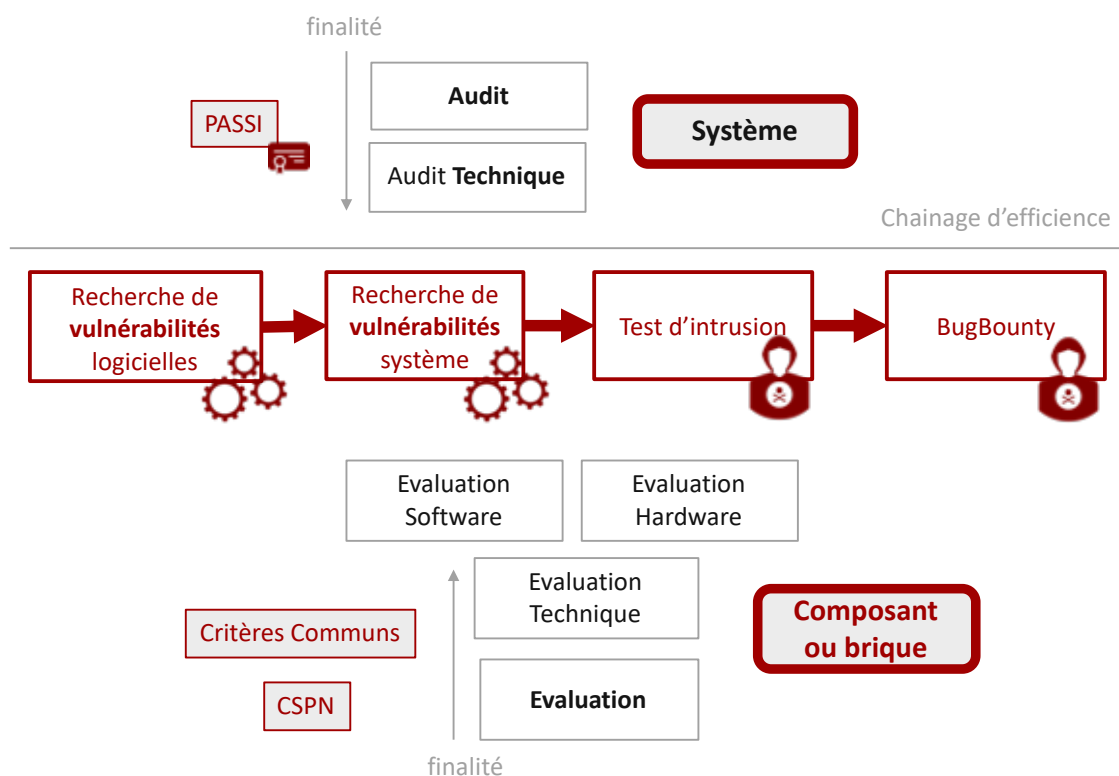 finalité
Audit
PASSI
Système
Audit Technique
Chainage d’efficience
Recherche de
vulnérabilités
logicielles
Recherche de
vulnérabilités
système
Test d’intrusion
BugBounty
Evaluation
Software
Evaluation
Hardware
Evaluation
Technique
Critères Communs
Composant
ou brique
CSPN
Evaluation
finalité